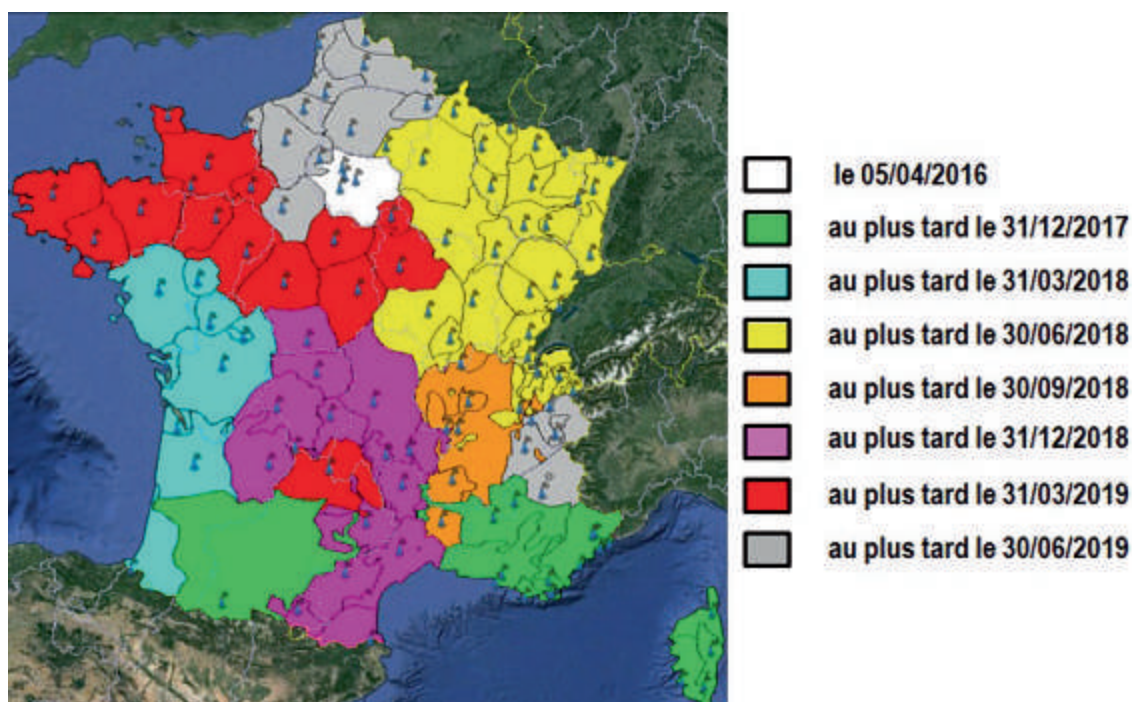 le 05/04/2016
au plus tard le 31/12/2017
au plus tard le 31/03/2018
au plus tard le 30/06/2018
au plus tard le 30/09/2018
au plus tard le 31/12/2018
au plus tard le 31/03/2019
au plus tard le 30/06/2019